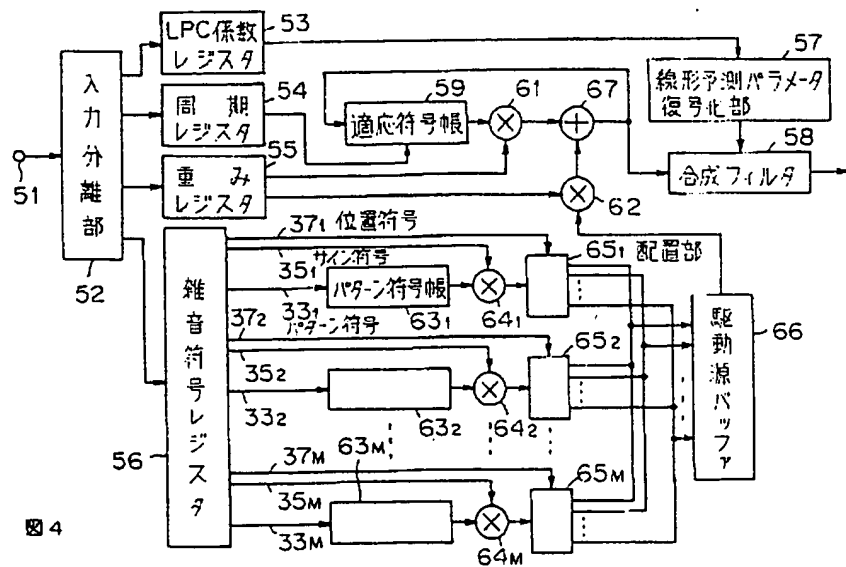 LPC係数
レジスタ
53
57
線形予測パラメータ
復号化部
周期
レジスタ
54
59
適応符号帳
61
67
58
合成フィルタ
55
重み
レジスタ
62
51
入力分離部
52
37₁ 位置符号
サイン符号
35₁
33₁
パターン符号
パターン符号帳
63₁
64₁
65₁ 配置部
駆動源バッファ
66
37₂
35₂
33₂
63₂
64₂
65₂
雑音符号レジスタ
56
63M
37M
35M
33M
64M
65M
図4